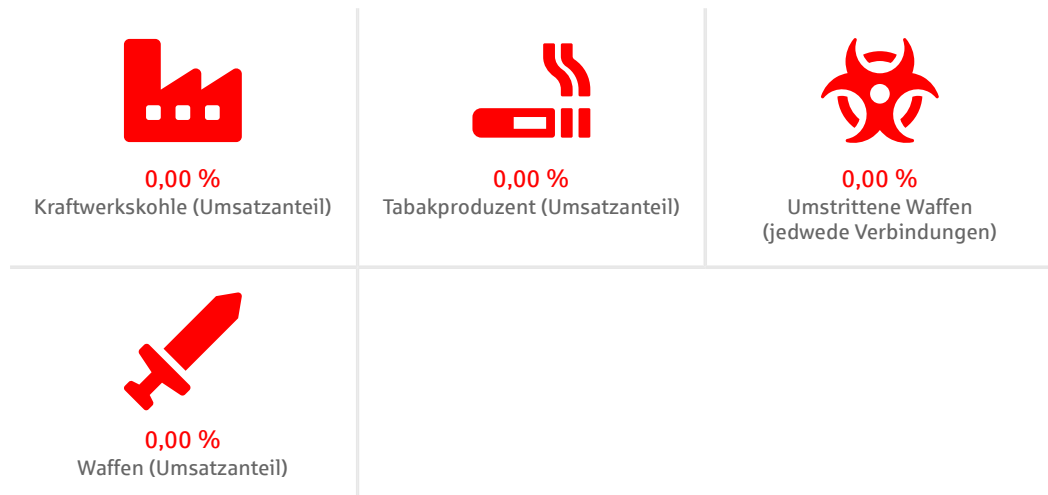 0,00 %
Kraftwerkskohle (Umsatzanteil)
0,00 %
Tabakproduzent (Umsatzanteil)
0,00 %
Umstrittene Waffen
(jedwede Verbindungen)
0,00 %
Waffen (Umsatzanteil)